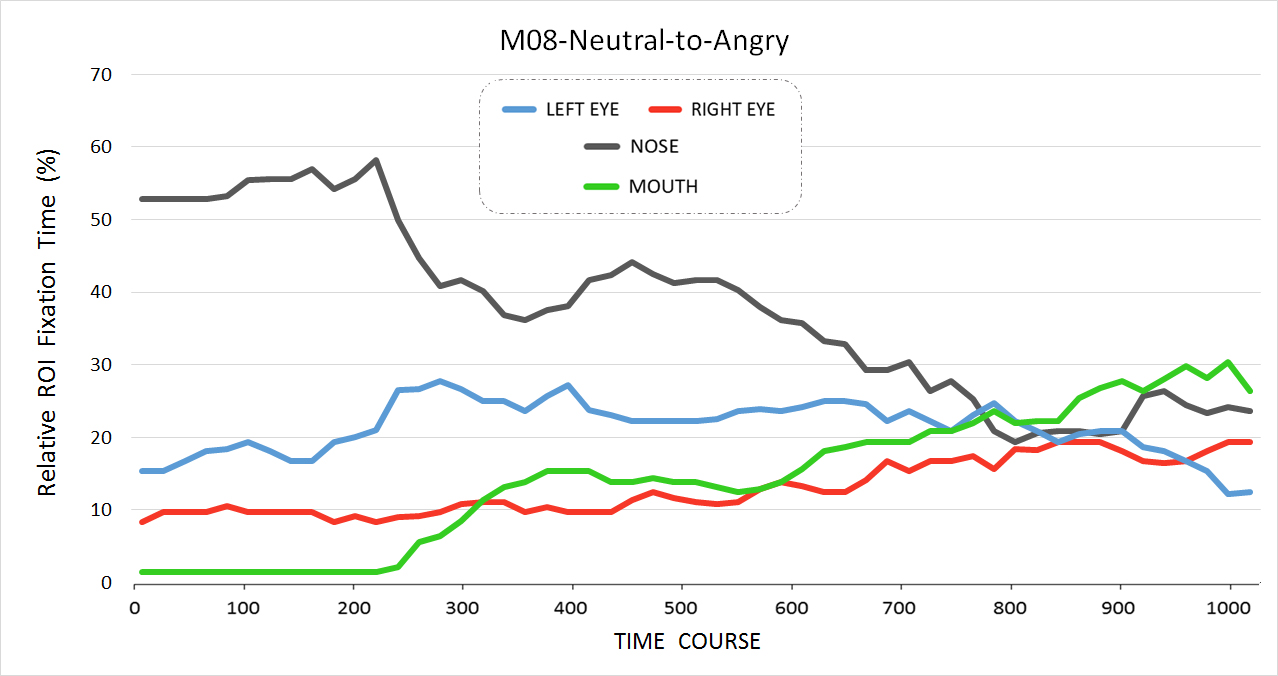 M08-Neutral-to-Angry
70
60
50
40
30
20
10
0
Relative ROI Fixation Time (%)
LEFT EYE RIGHT EYE
NOSE
MOUTH
0 100 200 300 400 500 600 700 800 900 1000
TIME COURSE